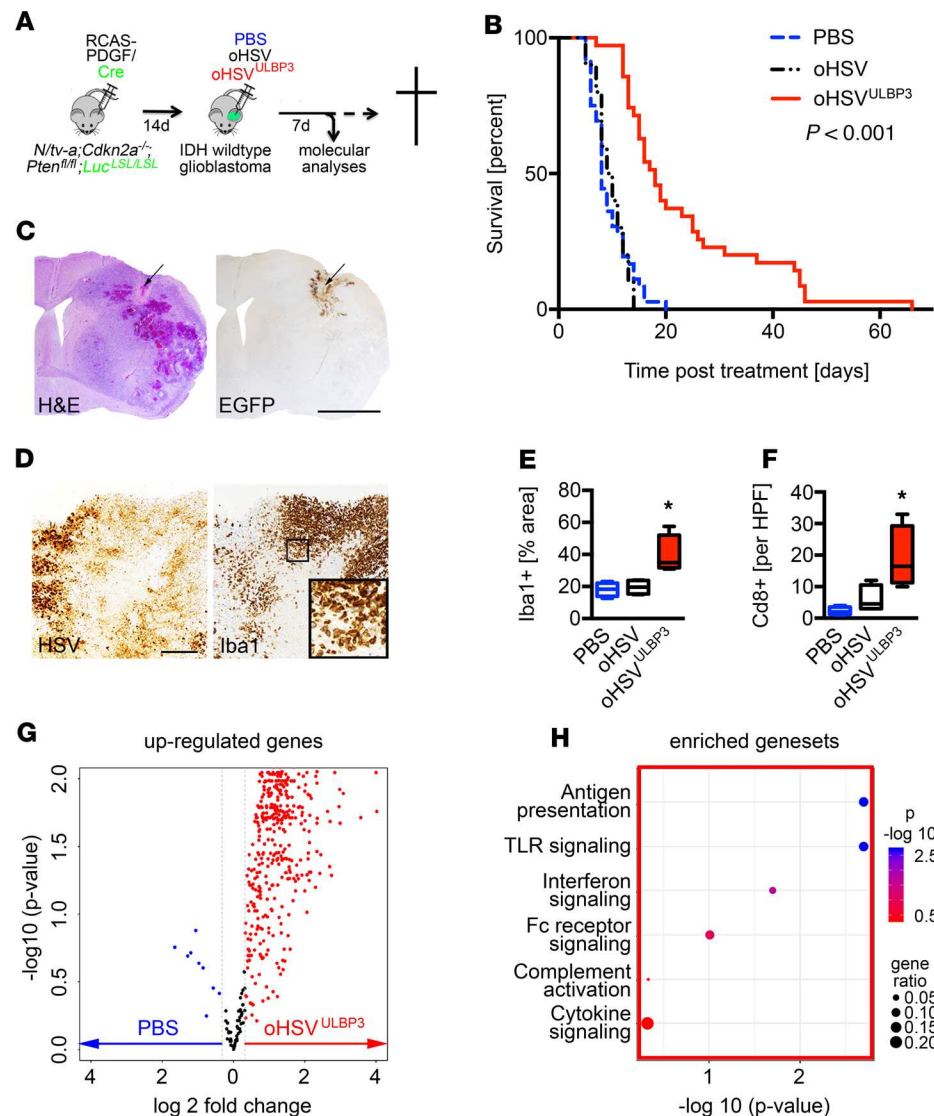 A
RCAS-
PDGF/
Cre
14d
N/tv-a;Cdkn2a-/-;
Ptenfl/fl;LucLSL/LSL
PBS
oHSV
oHSVULBP3
IDH wildtype
glioblastoma
7d
molecular
analyses
B
Survival [percent]
100
50
0
0
20
40
60
Time post treatment [days]
PBS
oHSV
oHSVULBP3
P < 0.001
C
H&E
EGFP
D
HSV
Iba1
E
Iba1+ [% area]
80
60
40
20
0
PBS
oHSV
oHSVULBP3
*
F
Cd8+ [per HPF]
40
30
20
10
0
PBS
oHSV
oHSVULBP3
*
G
up-regulated genes
-log10 (p-value)
2.0
1.5
1.0
0.5
0.0
PBS
oHSVULBP3
4
2
0
2
4
log 2 fold change
H
enriched genesets
Antigen
presentation
TLR signaling
Interferon
signaling
Fc receptor
signaling
Complement
activation
Cytokine
signaling
1
2
-log 10 (p-value)
p
-log 10
2.5
0.5
gene
ratio
0.05
0.10
0.15
0.20